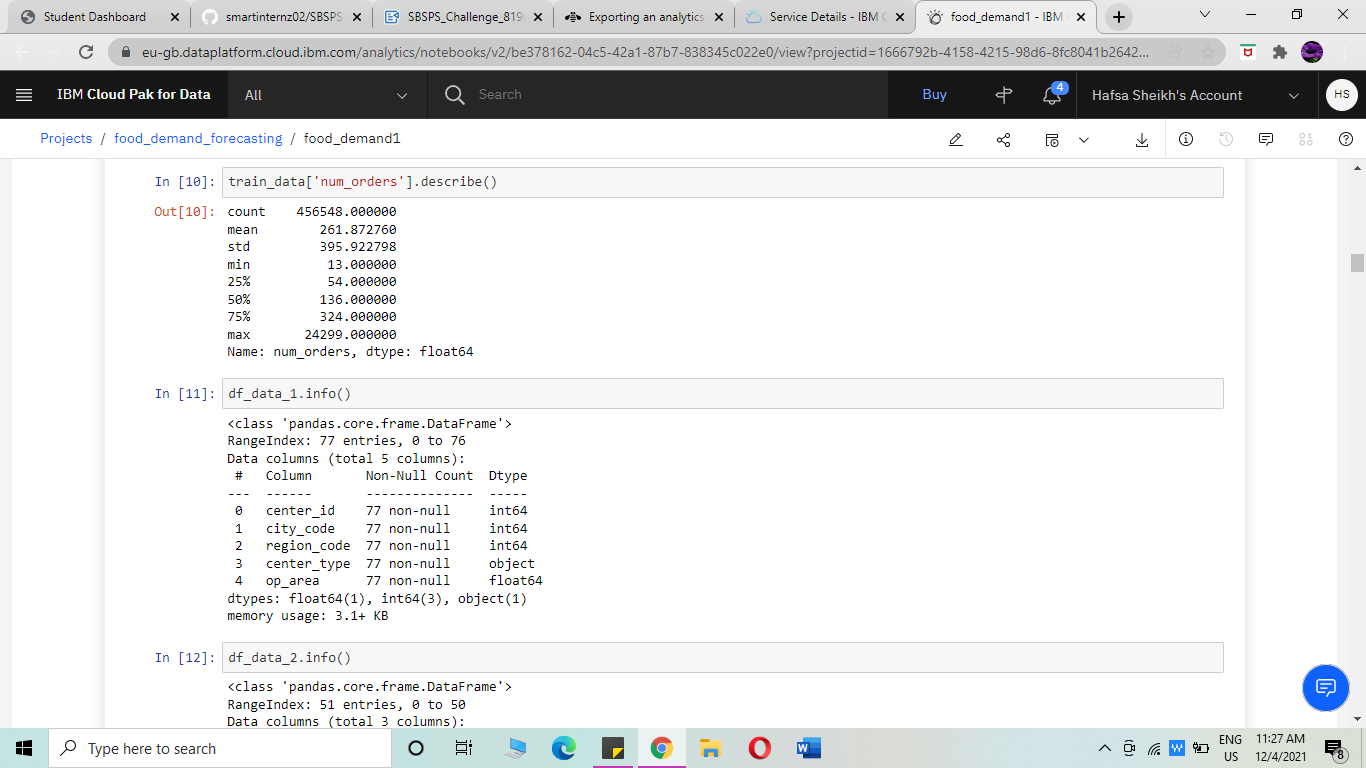 Student Dashboard
smartinternz02/SBSPS
SBSPS_Challenge_819
Exporting an analytics
Service Details - IBM C
food_demand1 - IBM
eu-gb.dataplatform.cloud.ibm.com/analytics/notebooks/v2/be378162-04c5-42a1-87b7-838345c022e0/view?projectid=1666792b-4158-4215-98d6-8fc8041b2642...
IBM Cloud Pak for Data
All
Search
Buy
4
Hafsa Sheikh's Account
HS
Projects / food_demand_forecasting / food_demand1
In [10]: train_data['num_orders'].describe()
Out[10]: count 456548.000000
mean 261.872760
std 395.922798
min 13.000000
25% 54.000000
50% 136.000000
75% 324.000000
max 24299.000000
Name: num_orders, dtype: float64
In [11]: df_data_1.info()
<class 'pandas.core.frame.DataFrame'>
RangeIndex: 77 entries, 0 to 76
Data columns (total 5 columns):
# Column Non-Null Count Dtype
--- ------ -------------- -----
0 center_id 77 non-null int64
1 city_code 77 non-null int64
2 region_code 77 non-null int64
3 center_type 77 non-null object
4 op_area 77 non-null float64
dtypes: float64(1), int64(3), object(1)
memory usage: 3.1+ KB
In [12]: df_data_2.info()
<class 'pandas.core.frame.DataFrame'>
RangeIndex: 51 entries, 0 to 50
Data columns (total 3 columns):
Type here to search
ENG
US
11:27 AM
12/4/2021
8